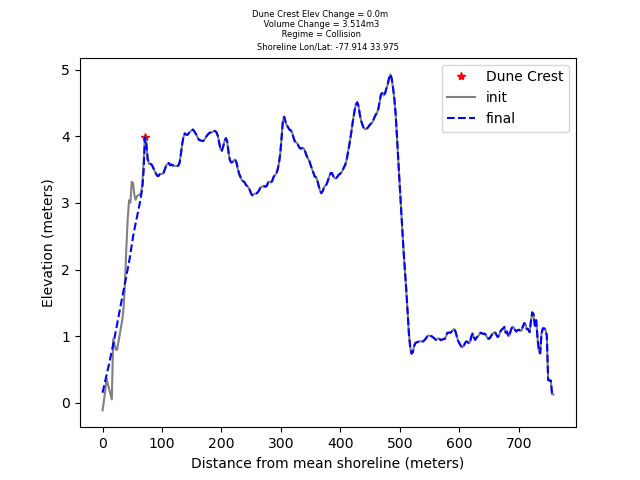 Dune Crest Elev Change = 0.0m
Volume Change = 3.514m3
Regime = Collision
Shoreline Lon/Lat: -77.914 33.975
Dune Crest
init
final
5
4
3
2
1
0
Elevation (meters)
0 100 200 300 400 500 600 700
Distance from mean shoreline (meters)